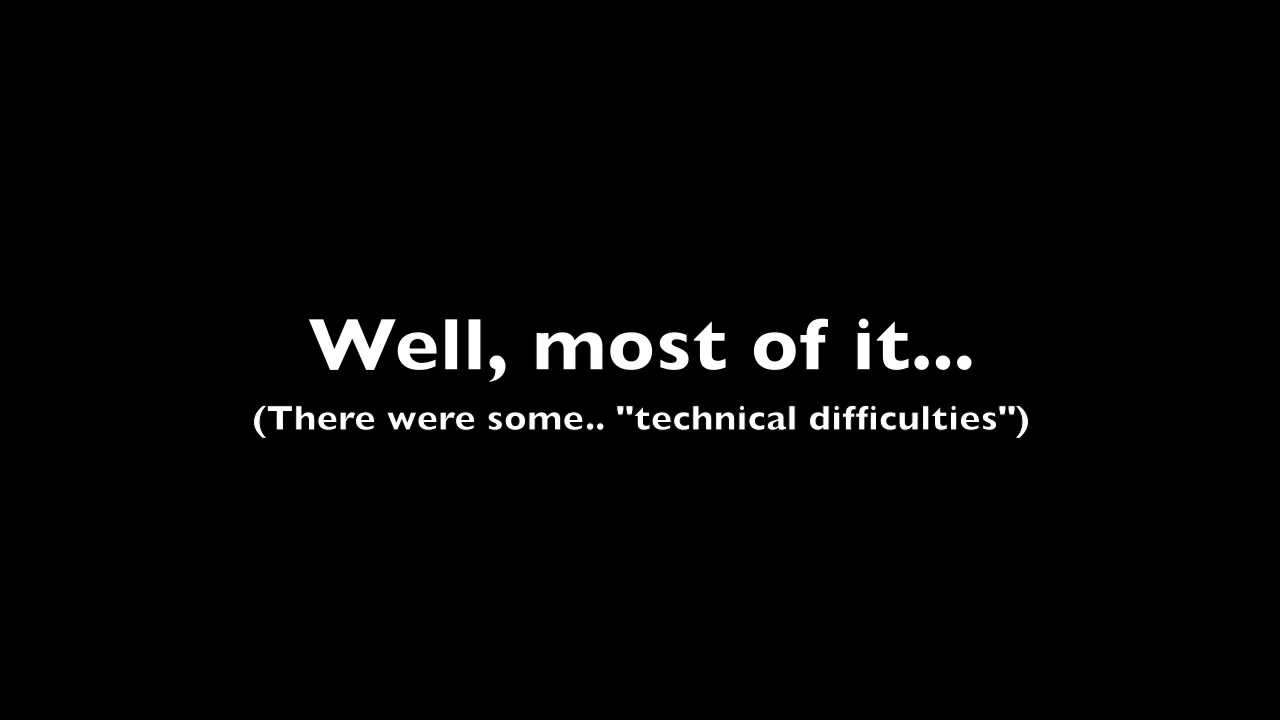 Well, most of it...
(There were some.. "technical difficulties")